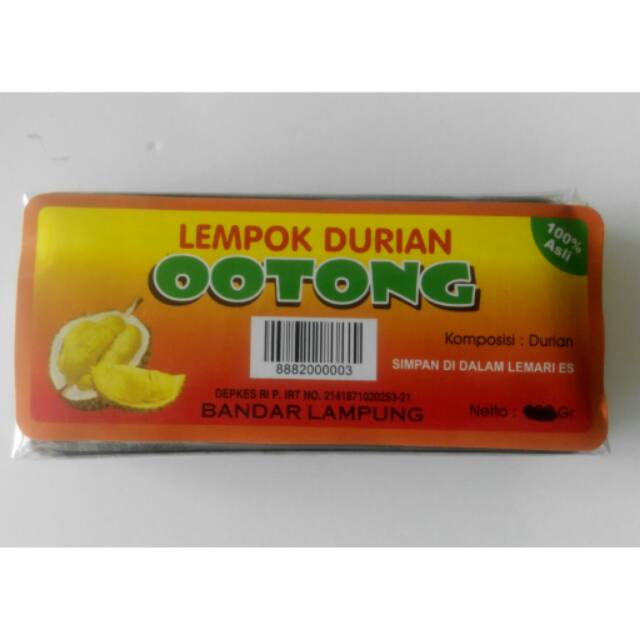 LEMPOK DURIAN
OOTONG
100%
Asli
8882000003
Komposisi : Durian
SIMPAN DI DALAM LEMARI ES
DEPKES RI P. IRT NO. 2141871020253-21
BANDAR LAMPUNG
Netto : Gr